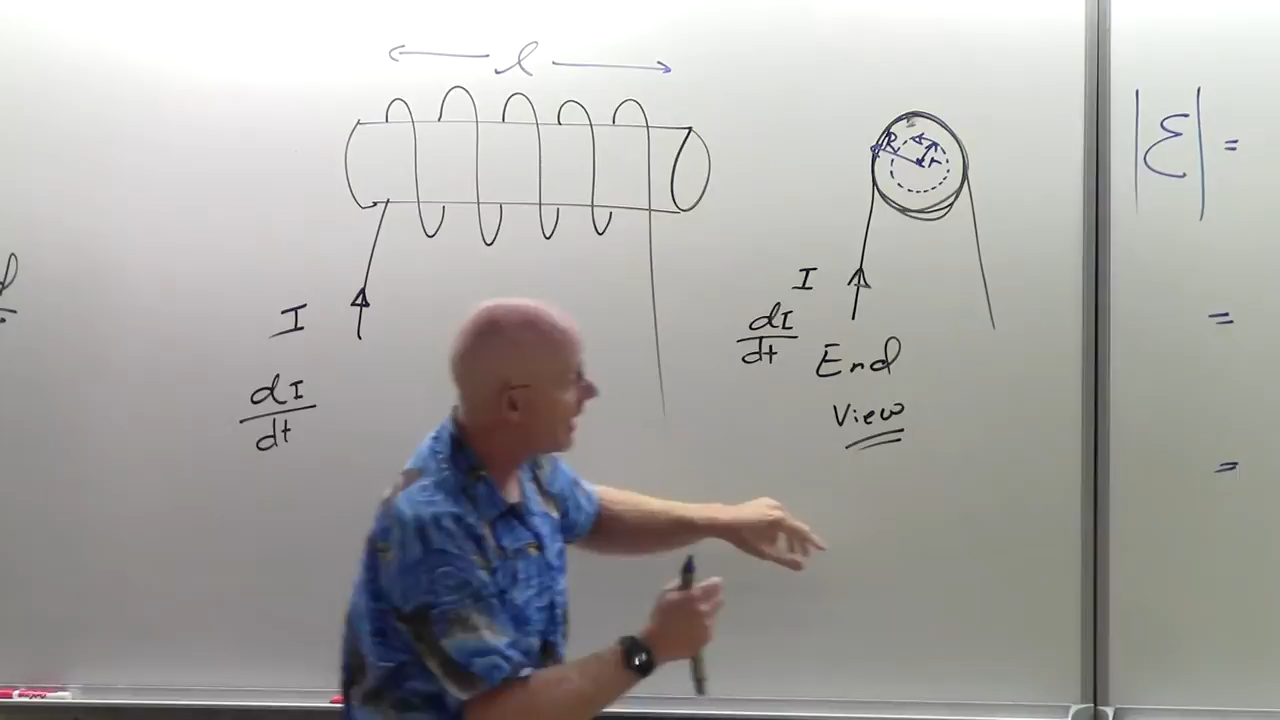 l
R
r
|Ɛ| =
I
dI
dt
I
dI
dt
End
View
=
=